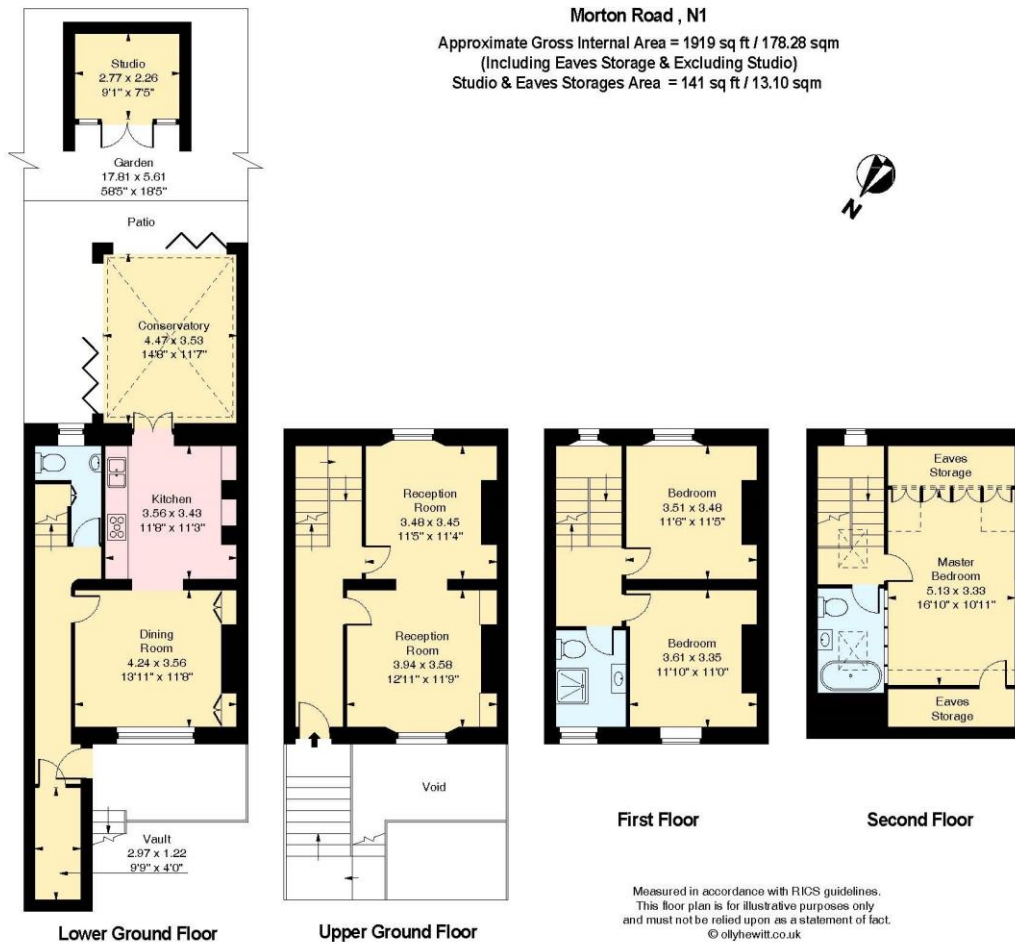 Morton Road , N1
Approximate Gross Internal Area = 1919 sq ft / 178.28 sqm
(Including Eaves Storage & Excluding Studio)
Studio & Eaves Storages Area = 141 sq ft / 13.10 sqm
N
Studio
2.77 x 2.26
9'1" x 7'5"
Garden
17.81 x 5.61
58'5" x 18'5"
Patio
Conservatory
4.47 x 3.53
14'8" x 11'7"
Kitchen
3.56 x 3.43
11'8" x 11'3"
Dining
Room
4.24 x 3.56
13'11" x 11'8"
Vault
2.97 x 1.22
9'9" x 4'0"
Lower Ground Floor
Reception
Room
3.48 x 3.45
11'5" x 11'4"
Reception
Room
3.94 x 3.58
12'11" x 11'9"
Void
Upper Ground Floor
Bedroom
3.51 x 3.48
11'6" x 11'5"
Bedroom
3.61 x 3.35
11'10" x 11'0"
First Floor
Eaves
Storage
Master
Bedroom
5.13 x 3.33
16'10" x 10'11"
Eaves
Storage
Second Floor
Measured in accordance with RICS guidelines.
This floor plan is for illustrative purposes only
and must not be relied upon as a statement of fact.
© ollyhewitt.co.uk